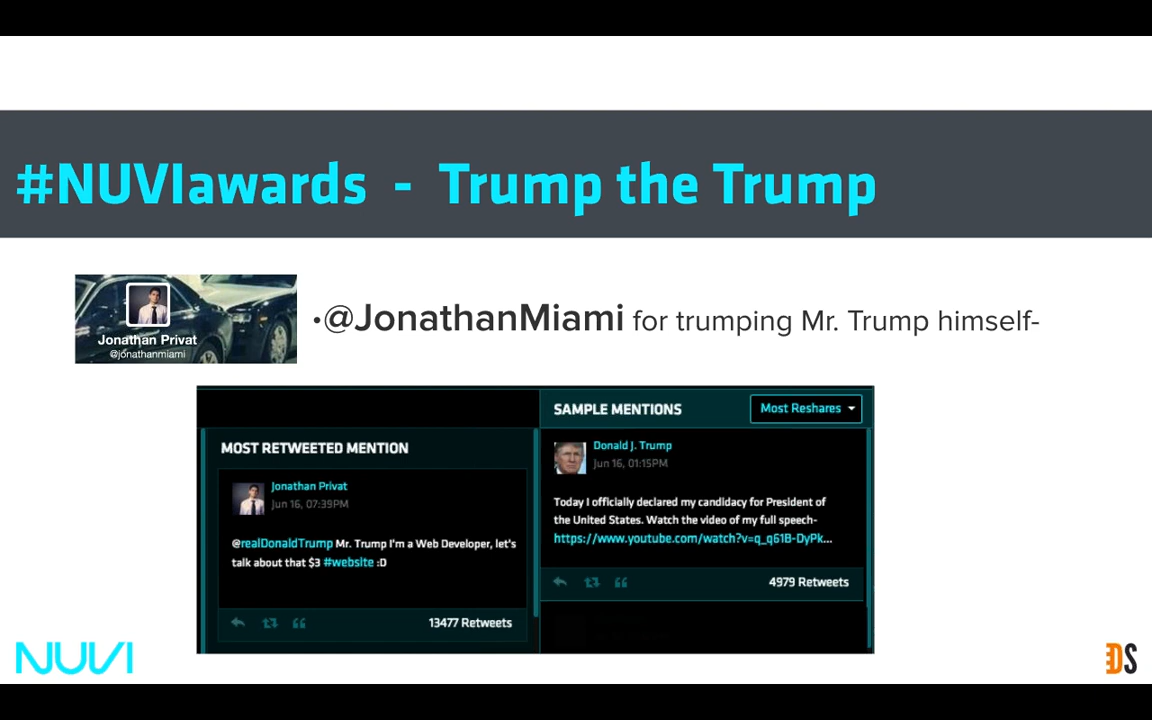 #NUVIawards - Trump the Trump
Jonathan Privat
@jonathanmiami
•@JonathanMiami for trumping Mr. Trump himself-
MOST RETWEETED MENTION
Jonathan Privat
Jun 16, 07:39PM
@realDonaldTrump Mr. Trump I'm a Web Developer, let's
talk about that $3 #website :D
13477 Retweets
SAMPLE MENTIONS
Most Reshares
Donald J. Trump
Jun 16, 01:15PM
Today I officially declared my candidacy for President of
the United States. Watch the video of my full speech-
https://www.youtube.com/watch?v=q_q61B-DyPk...
4979 Retweets
NUVI
DS